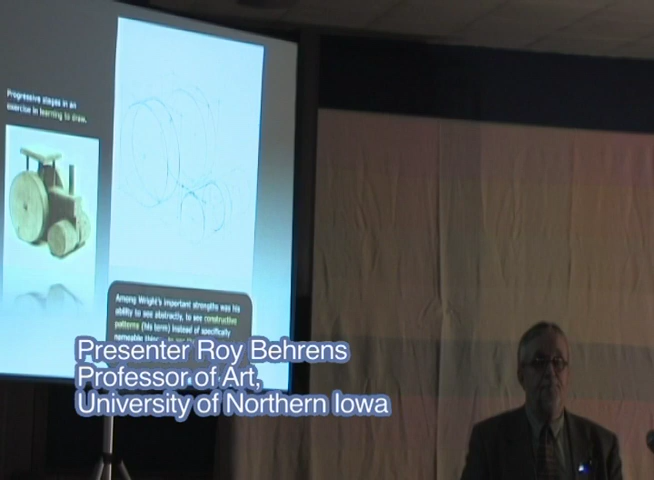 Progressive stages in an
exercise in learning to draw.
Among Wright's important strengths was his
ability to see abstractly, to see constructive
patterns (his term) instead of specifically
Presenter Roy Behrens
Professor of Art,
University of Northern Iowa